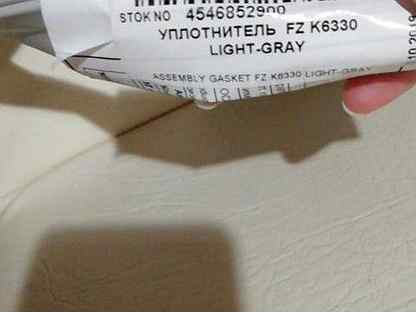 STOK NO 4546852900
УПЛОТНИТЕЛЬ FZ K6330
LIGHT-GRAY
ASSEMBLY GASKET FZ K6330 LIGHT-GRAY